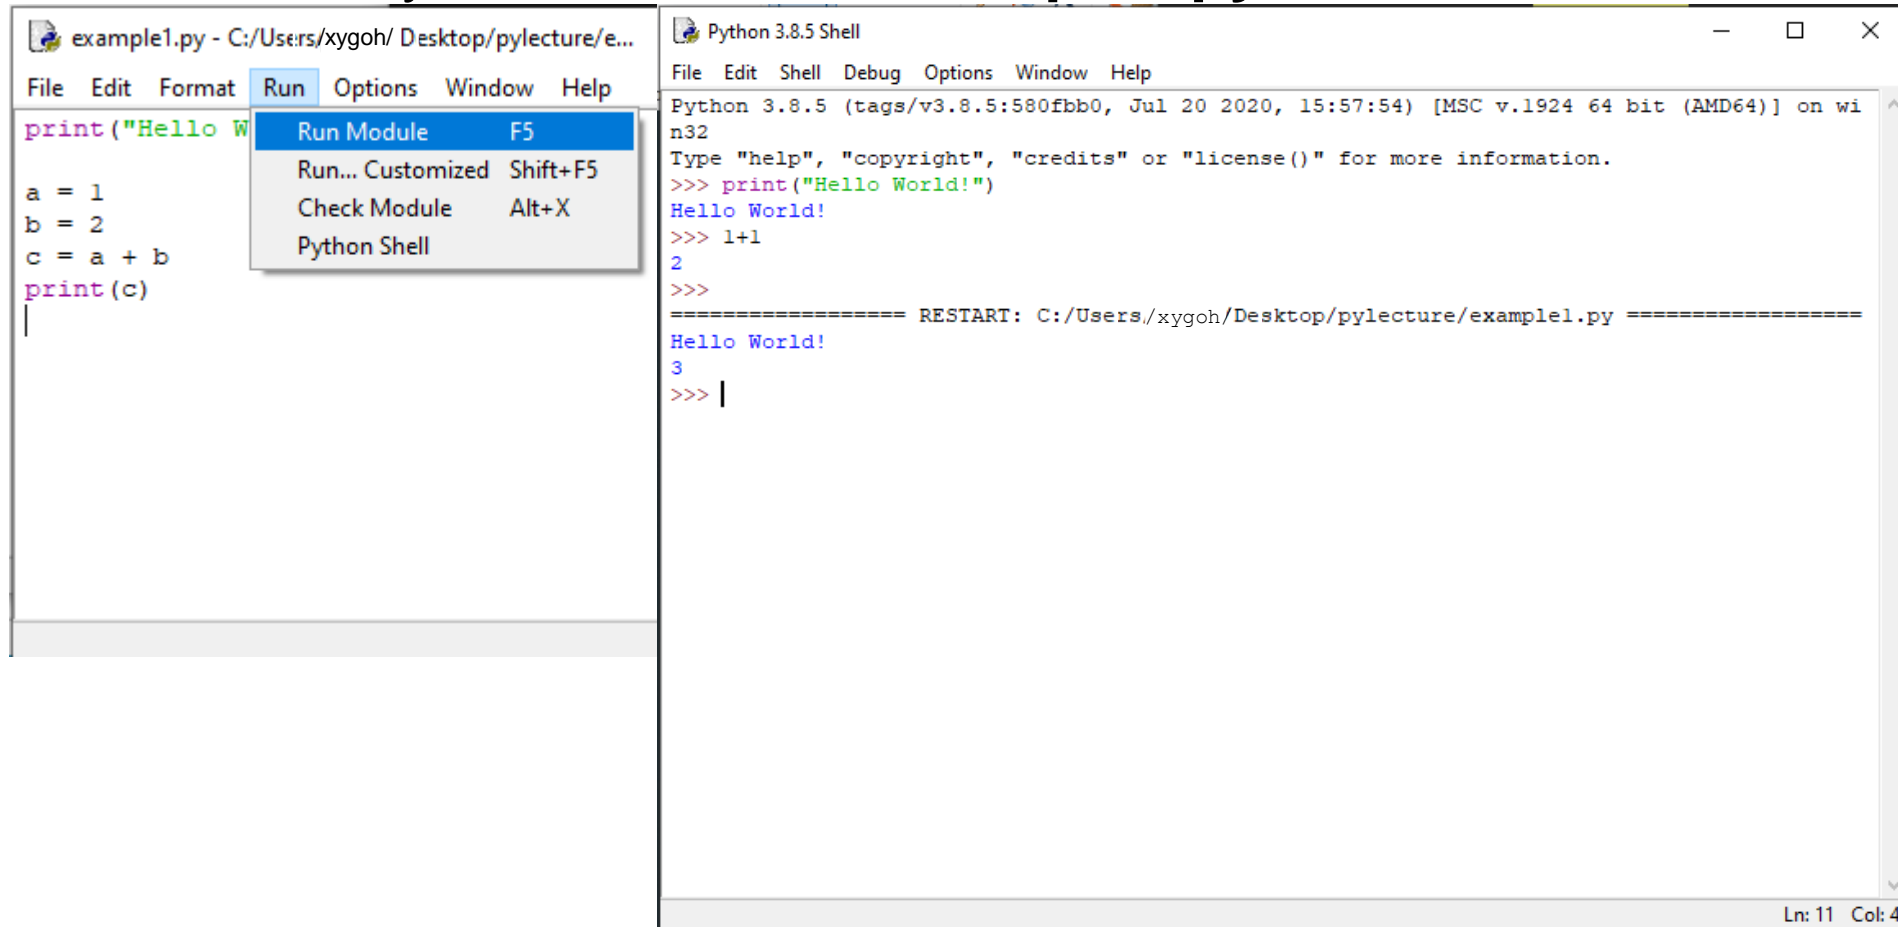 example1.py - C:/Users/xygoh/ Desktop/pylecture/e...
File Edit Format Run Options Window Help
print("Hello W
Run Module F5
Run... Customized Shift+F5
Check Module Alt+X
Python Shell
a = 1
b = 2
c = a + b
print(c)
Python 3.8.5 Shell
File Edit Shell Debug Options Window Help
Python 3.8.5 (tags/v3.8.5:580fbb0, Jul 20 2020, 15:57:54) [MSC v.1924 64 bit (AMD64)] on wi
n32
Type "help", "copyright", "credits" or "license()" for more information.
>>> print("Hello World!")
Hello World!
>>> 1+1
2
>>>
================== RESTART: C:/Users/xygoh/Desktop/pylecture/example1.py ==================
Hello World!
3
>>>
Ln: 11 Col: 4